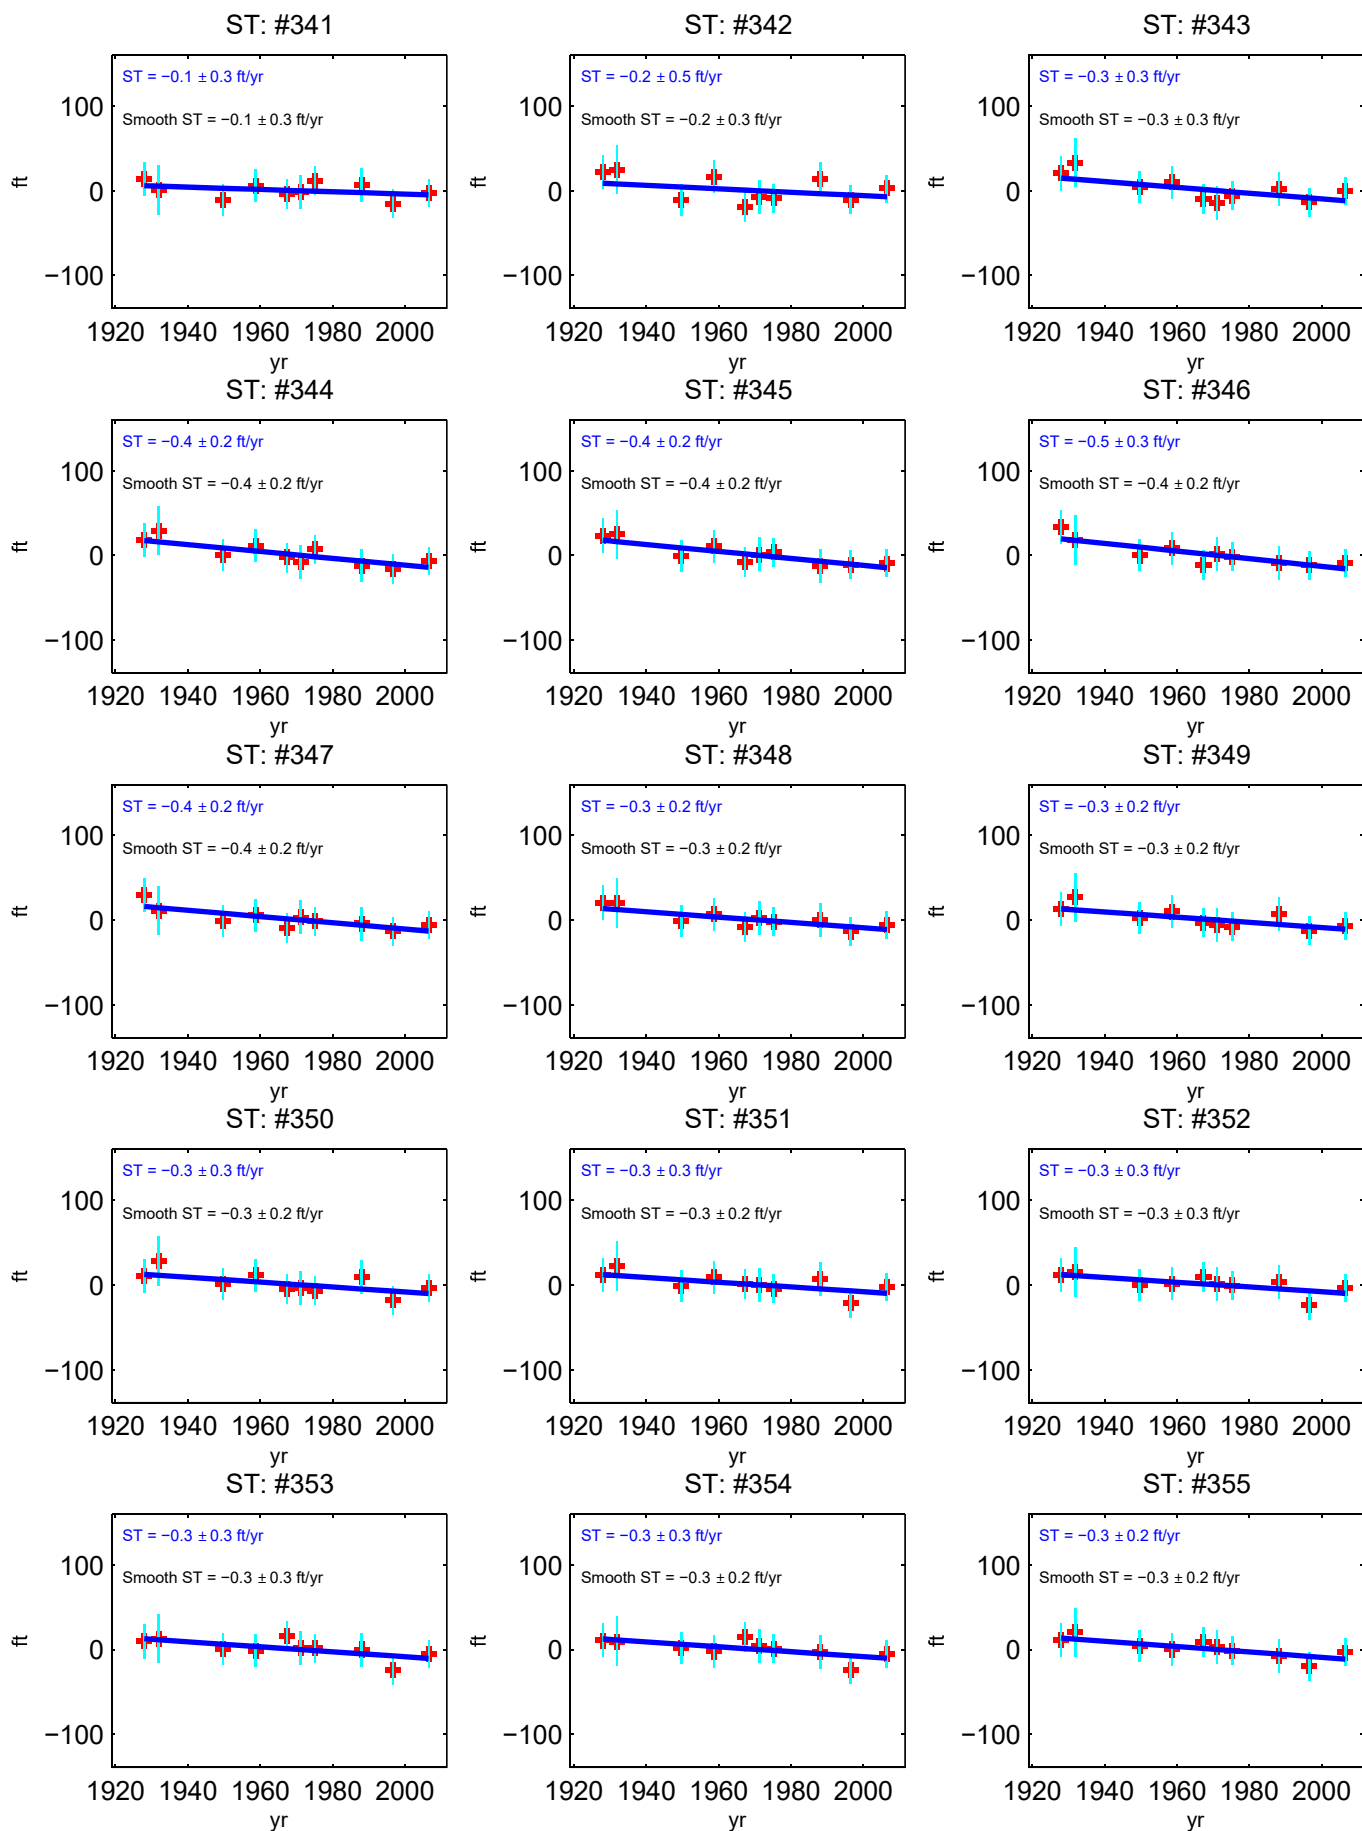 ST: #341 ST: #342 ST: #343
ST = −0.1 ± 0.3 ft/yr ST = −0.2 ± 0.5 ft/yr ST = −0.3 ± 0.3 ft/yr
100 100 100
Smooth ST = −0.1 ± 0.3 ft/yr Smooth ST = −0.2 ± 0.3 ft/yr Smooth ST = −0.3 ± 0.3 ft/yr
ft 0 ft 0 ft 0
−100 −100 −100
1920 1940 1960 1980 2000 1920 1940 1960 1980 2000 1920 1940 1960 1980 2000
yr yr yr
ST: #344 ST: #345 ST: #346
ST = −0.4 ± 0.2 ft/yr ST = −0.4 ± 0.2 ft/yr ST = −0.5 ± 0.3 ft/yr
100 100 100
Smooth ST = −0.4 ± 0.2 ft/yr Smooth ST = −0.4 ± 0.2 ft/yr Smooth ST = −0.4 ± 0.2 ft/yr
ft 0 ft 0 ft 0
−100 −100 −100
1920 1940 1960 1980 2000 1920 1940 1960 1980 2000 1920 1940 1960 1980 2000
yr yr yr
ST: #347 ST: #348 ST: #349
ST = −0.4 ± 0.2 ft/yr ST = −0.3 ± 0.2 ft/yr ST = −0.3 ± 0.2 ft/yr
100 100 100
Smooth ST = −0.4 ± 0.2 ft/yr Smooth ST = −0.3 ± 0.2 ft/yr Smooth ST = −0.3 ± 0.2 ft/yr
ft 0 ft 0 ft 0
−100 −100 −100
1920 1940 1960 1980 2000 1920 1940 1960 1980 2000 1920 1940 1960 1980 2000
yr yr yr
ST: #350 ST: #351 ST: #352
ST = −0.3 ± 0.3 ft/yr ST = −0.3 ± 0.3 ft/yr ST = −0.3 ± 0.3 ft/yr
100 100 100
Smooth ST = −0.3 ± 0.2 ft/yr Smooth ST = −0.3 ± 0.2 ft/yr Smooth ST = −0.3 ± 0.3 ft/yr
ft 0 ft 0 ft 0
−100 −100 −100
1920 1940 1960 1980 2000 1920 1940 1960 1980 2000 1920 1940 1960 1980 2000
yr yr yr
ST: #353 ST: #354 ST: #355
ST = −0.3 ± 0.3 ft/yr ST = −0.3 ± 0.3 ft/yr ST = −0.3 ± 0.2 ft/yr
100 100 100
Smooth ST = −0.3 ± 0.3 ft/yr Smooth ST = −0.3 ± 0.2 ft/yr Smooth ST = −0.3 ± 0.2 ft/yr
ft 0 ft 0 ft 0
−100 −100 −100
1920 1940 1960 1980 2000 1920 1940 1960 1980 2000 1920 1940 1960 1980 2000
yr yr yr